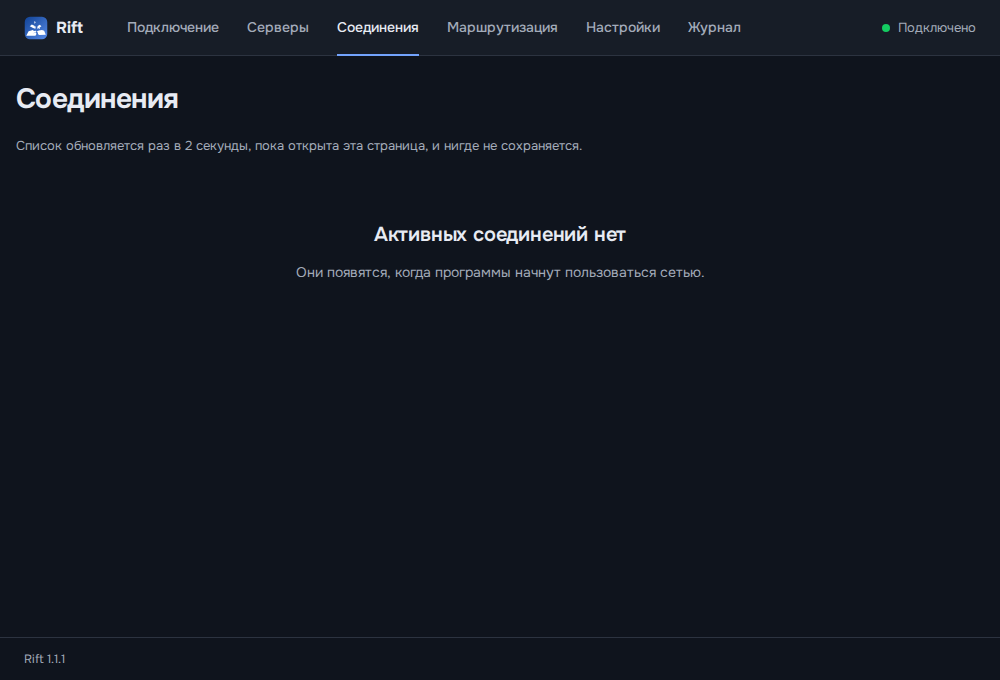 Rift
Подключение
Серверы
Соединения
Маршрутизация
Настройки
Журнал
Подключено
Соединения
Список обновляется раз в 2 секунды, пока открыта эта страница, и нигде не сохраняется.
Активных соединений нет
Они появятся, когда программы начнут пользоваться сетью.
Rift 1.1.1